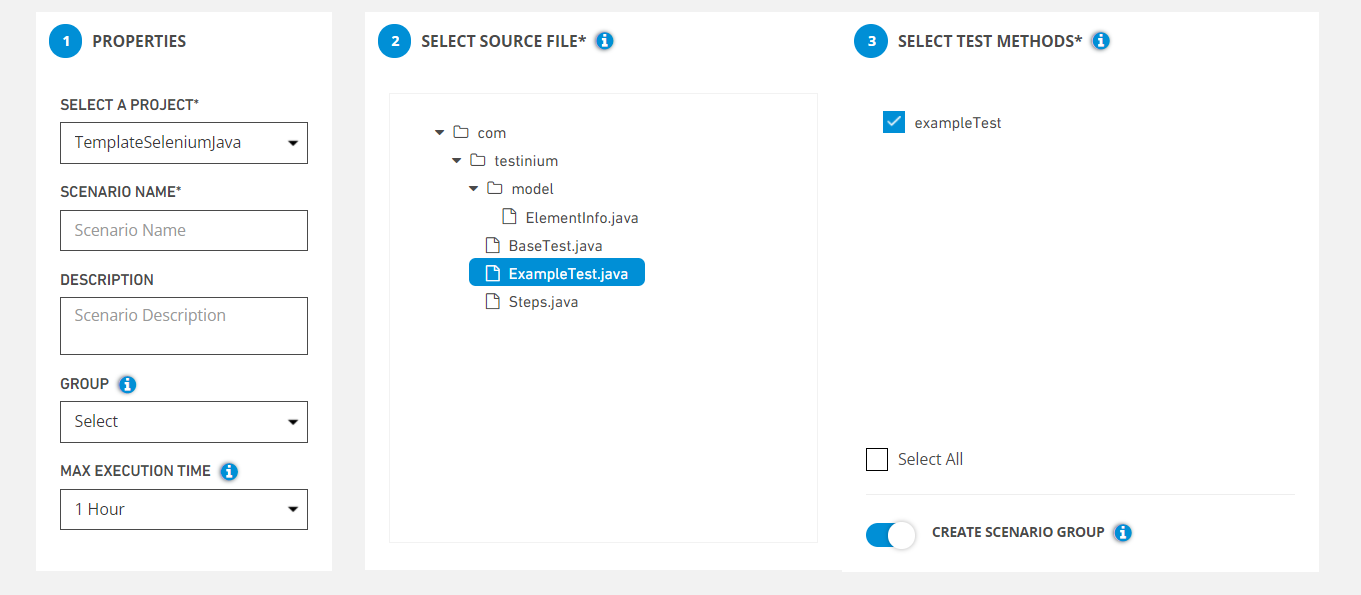 1 PROPERTIES
SELECT A PROJECT*
TemplateSeleniumJava
SCENARIO NAME*
Scenario Name
DESCRIPTION
Scenario Description
GROUP i
Select
MAX EXECUTION TIME i
1 Hour
2 SELECT SOURCE FILE* i
com
testinium
model
ElementInfo.java
BaseTest.java
ExampleTest.java
Steps.java
3 SELECT TEST METHODS* i
exampleTest
Select All
CREATE SCENARIO GROUP i